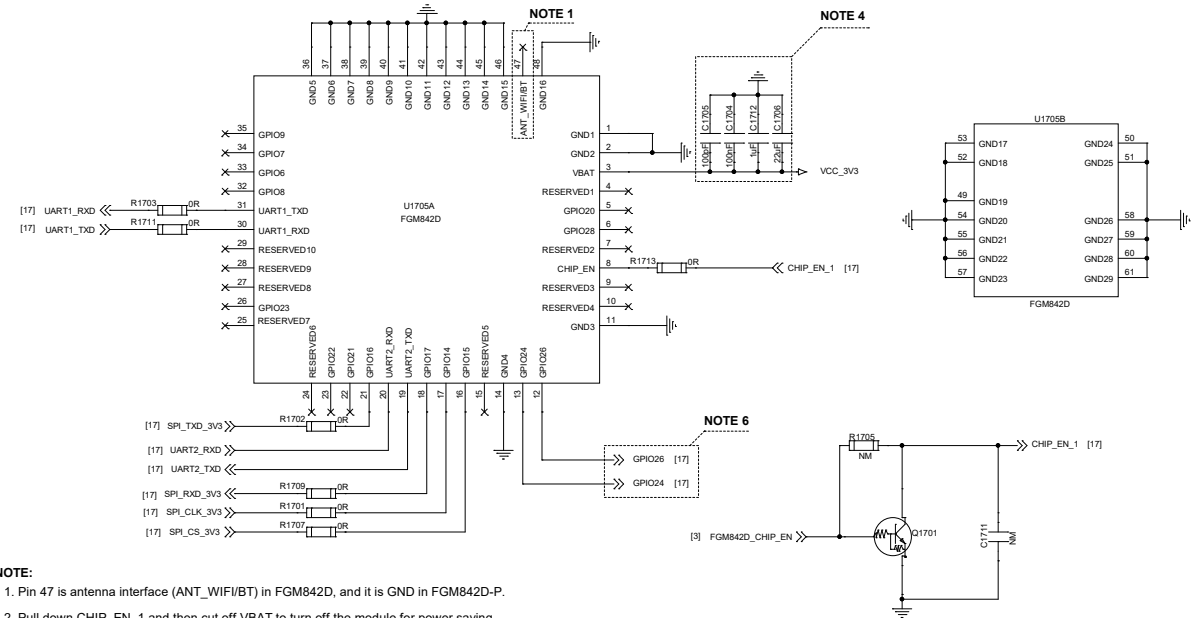 NOTE 1
NOTE 4
36 37 38 39 40 41 42 43 44 45 46 47 48
GND5 GND6 GND7 GND8 GND9 GND10 GND11 GND12 GND13 GND14 GND15 ANT_WIFI/BT GND16
C1705 C1704 C1712 C1706
100pF 100nF 1uF 22uF
VCC_3V3
35 GPIO9
34 GPIO7
33 GPIO6
32 GPIO8
[17] UART1_RXD R1703 0R 31 UART1_TXD
[17] UART1_TXD R1711 0R 30 UART1_RXD
29 RESERVED10
28 RESERVED9
27 RESERVED8
26 GPIO23
25 RESERVED7
U1705A
FGM842D
GND1 1
GND2 2
VBAT 3
RESERVED1 4
GPIO20 5
GPIO28 6
RESERVED2 7
CHIP_EN 8 R1713 0R CHIP_EN_1 [17]
RESERVED3 9
RESERVED4 10
GND3 11
RESERVED6 GPIO22 GPIO21 GPIO16 UART2_RXD UART2_TXD GPIO17 GPIO14 GPIO15 RESERVED5 GND4 GPIO24 GPIO26
24 23 22 21 20 19 18 17 16 15 14 13 12
U1705B
53 GND17 GND24 50
52 GND18 GND25 51
49 GND19
54 GND20 GND26 58
55 GND21 GND27 59
56 GND22 GND28 60
57 GND23 GND29 61
FGM842D
[17] SPI_TXD_3V3 R1702 0R
[17] UART2_RXD
[17] UART2_TXD
[17] SPI_RXD_3V3 R1709 0R
[17] SPI_CLK_3V3 R1701 0R
[17] SPI_CS_3V3 R1707 0R
NOTE 6
GPIO26 [17]
GPIO24 [17]
R1705
NM
CHIP_EN_1 [17]
[3] FGM842D_CHIP_EN
Q1701
C1711
NM
NOTE:
1. Pin 47 is antenna interface (ANT_WIFI/BT) in FGM842D, and it is GND in FGM842D-P.
2. Pull down CHIP_EN_1 and then cut off VBAT to turn off the module for power saving.